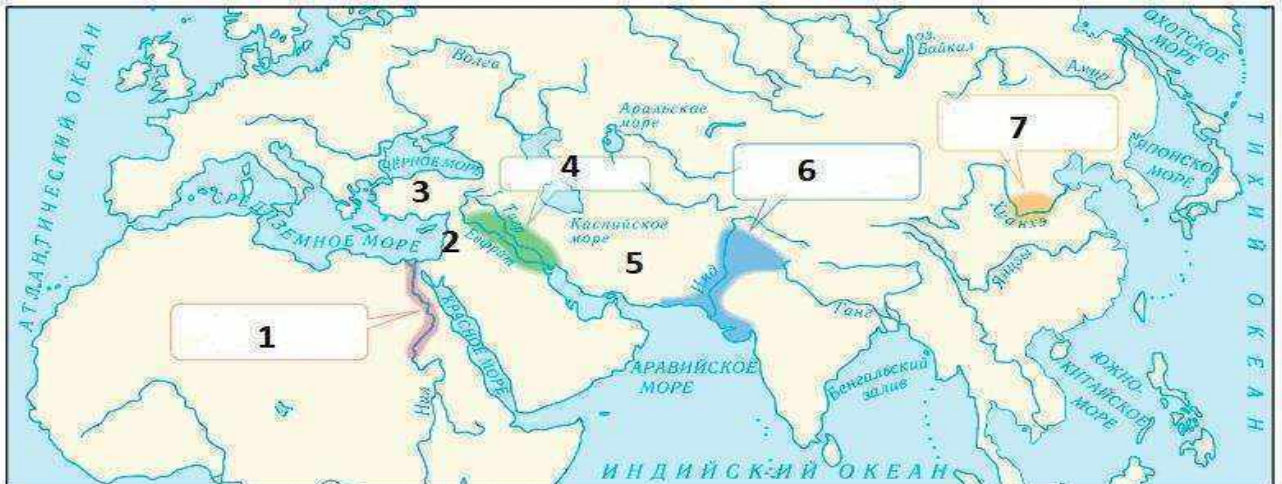 АТЛАНТИЧЕСКИЙ ОКЕАН
Волга
оз. Байкал
Амур
ОХОТСКОЕ МОРЕ
ТИХИЙ ОКЕАН
Аральское море
7
ЧЁРНОЕ МОРЕ
4
6
ЯПОНСКОЕ МОРЕ
3
СРЕДИЗЕМНОЕ МОРЕ
Тигр
Евфрат
Каспийское море
Хуанхэ
2
5
Инд
Янцзы
1
КРАСНОЕ МОРЕ
Ганг
Нил
АРАВИЙСКОЕ МОРЕ
Бенгальский залив
ЮЖНО-КИТАЙСКОЕ МОРЕ
ИНДИЙСКИЙ ОКЕАН